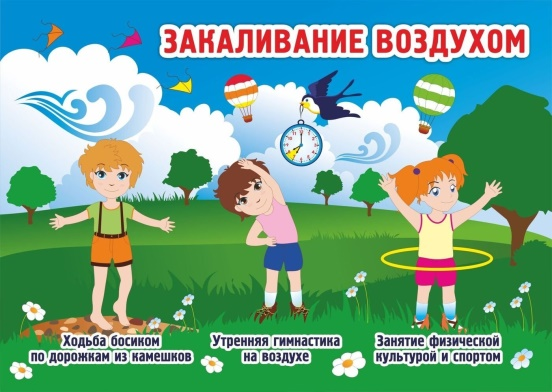 ЗАКАЛИВАНИЕ ВОЗДУХОМ
Ходьба босиком
по дорожкам из камешков
Утренняя гимнастика
на воздухе
Занятие физической
культурой и спортом